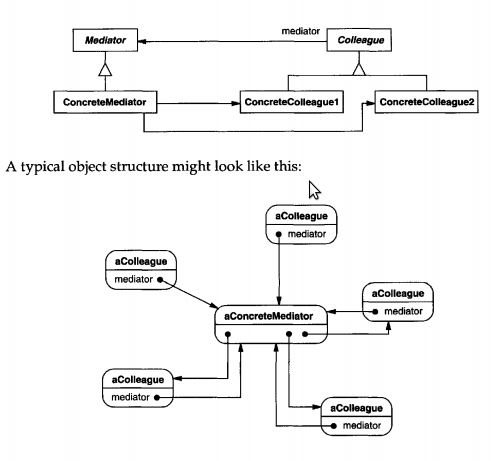 mediator
Mediator
Colleague
ConcreteMediator
ConcreteColleague1
ConcreteColleague2
A typical object structure might look like this:
aColleague
mediator
aColleague
mediator
aColleague
mediator
aConcreteMediator
aColleague
mediator
aColleague
mediator